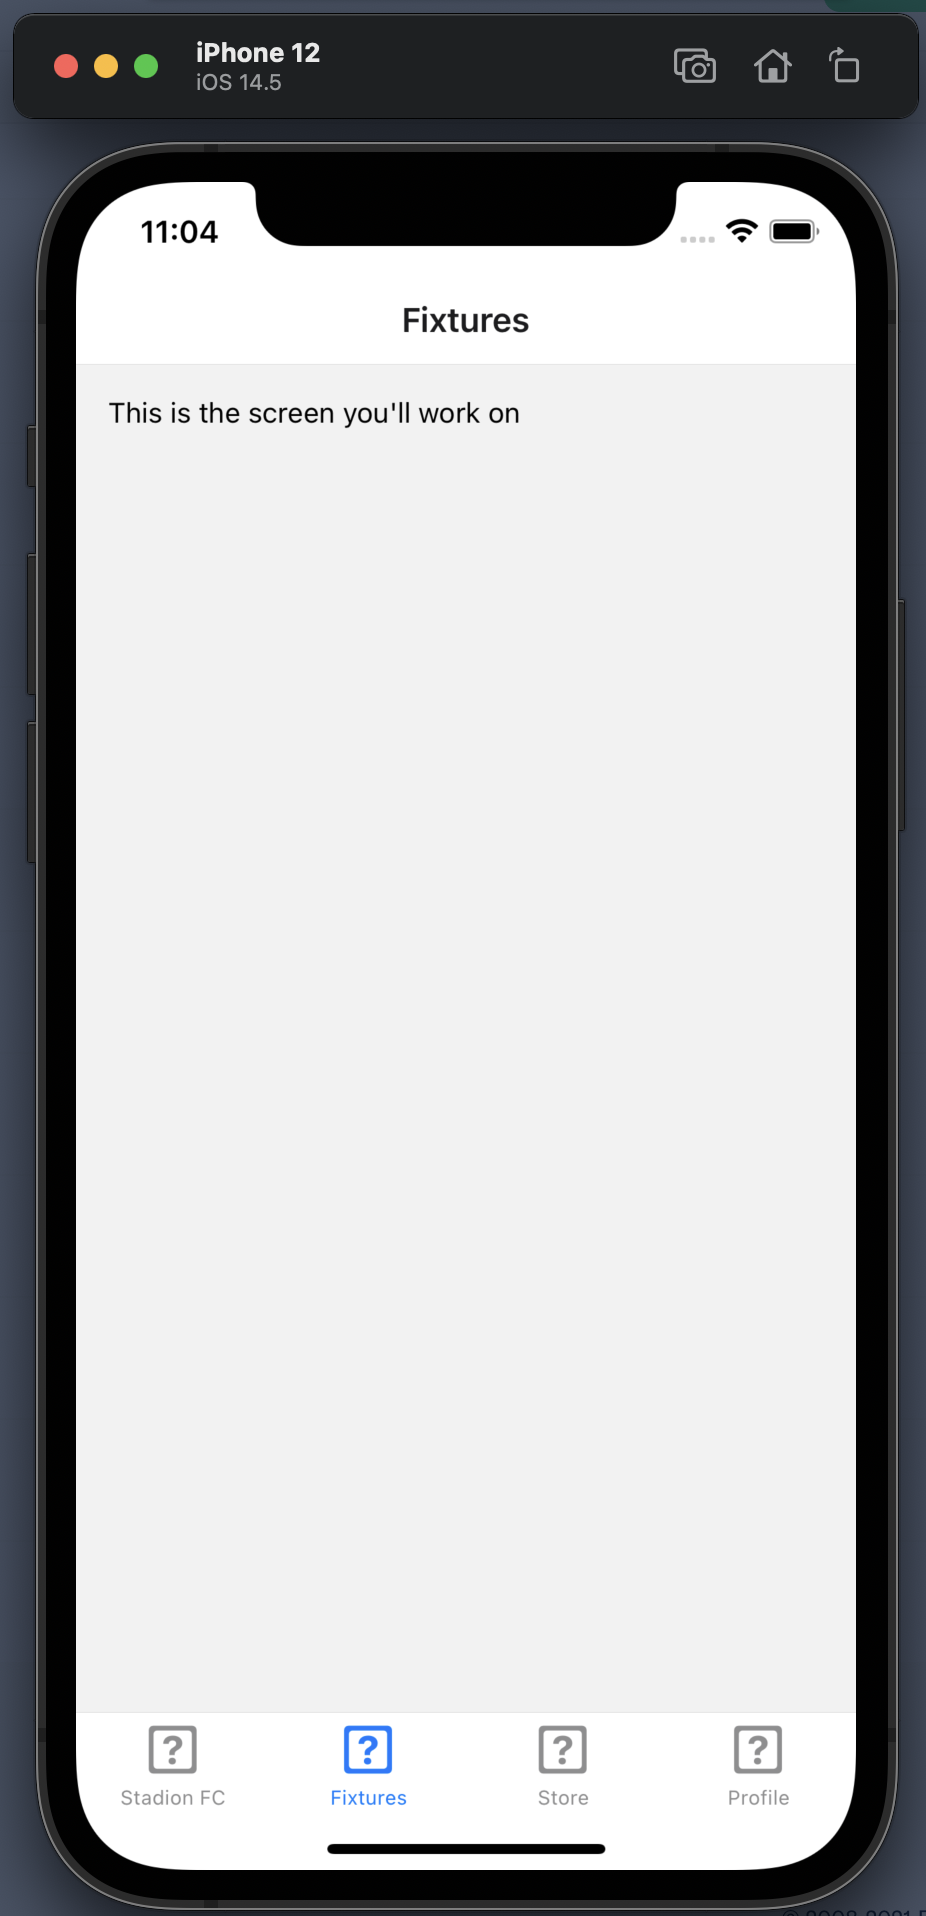 iPhone 12
iOS 14.5
11:04
Fixtures
This is the screen you'll work on
? ? ? ?
Stadion FC Fixtures Store Profile